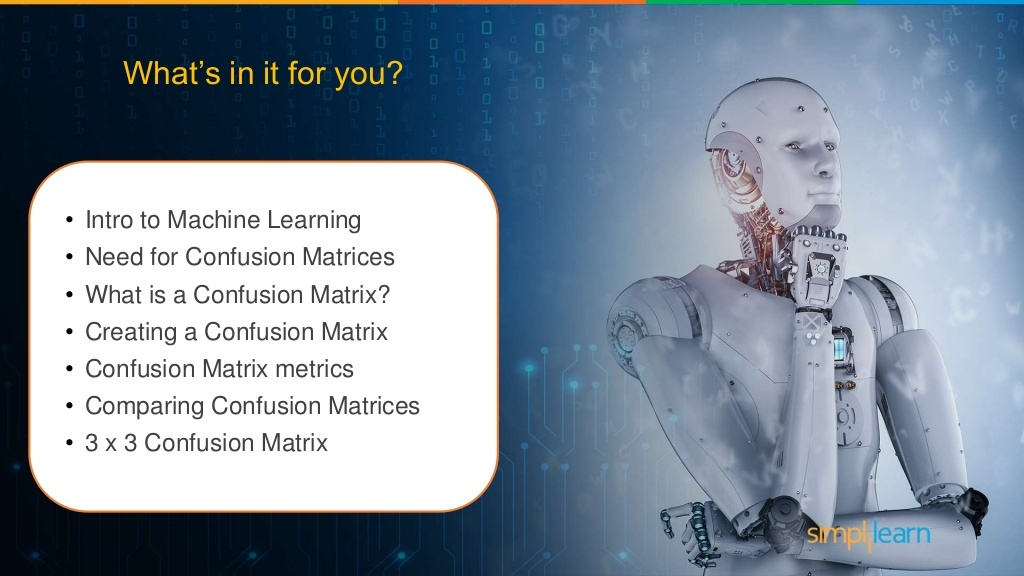 What's in it for you?
• Intro to Machine Learning
• Need for Confusion Matrices
• What is a Confusion Matrix?
• Creating a Confusion Matrix
• Confusion Matrix metrics
• Comparing Confusion Matrices
• 3 x 3 Confusion Matrix
simplilearn